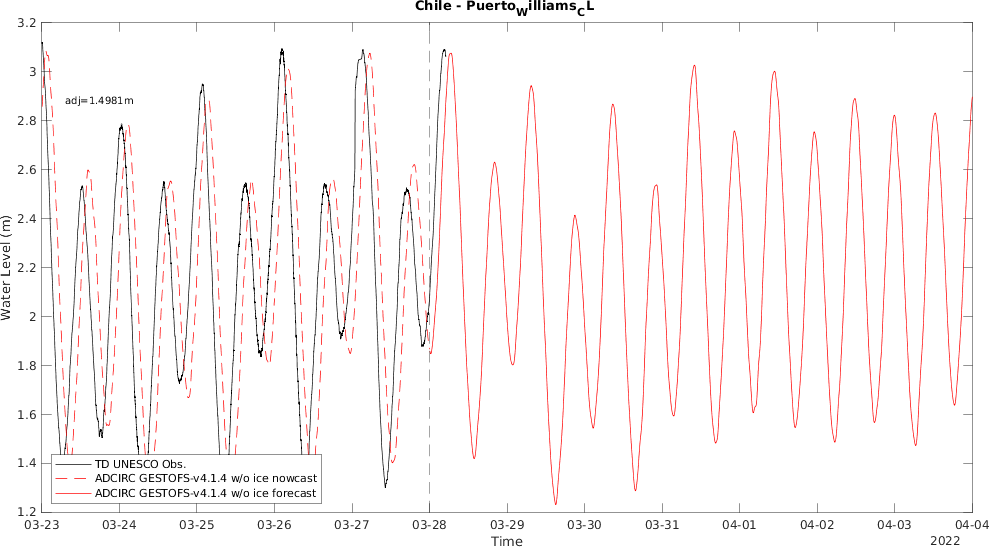 Chile - PuertoWilliamsCL
3.2
3
2.8
2.6
2.4
2.2
2
1.8
1.6
1.4
1.2
Water Level (m)
adj=1.4981m
TD UNESCO Obs.
ADCIRC GESTOFS-v4.1.4 w/o ice nowcast
ADCIRC GESTOFS-v4.1.4 w/o ice forecast
03-23 03-24 03-25 03-26 03-27 03-28 03-29 03-30 03-31 04-01 04-02 04-03 04-04
Time
2022